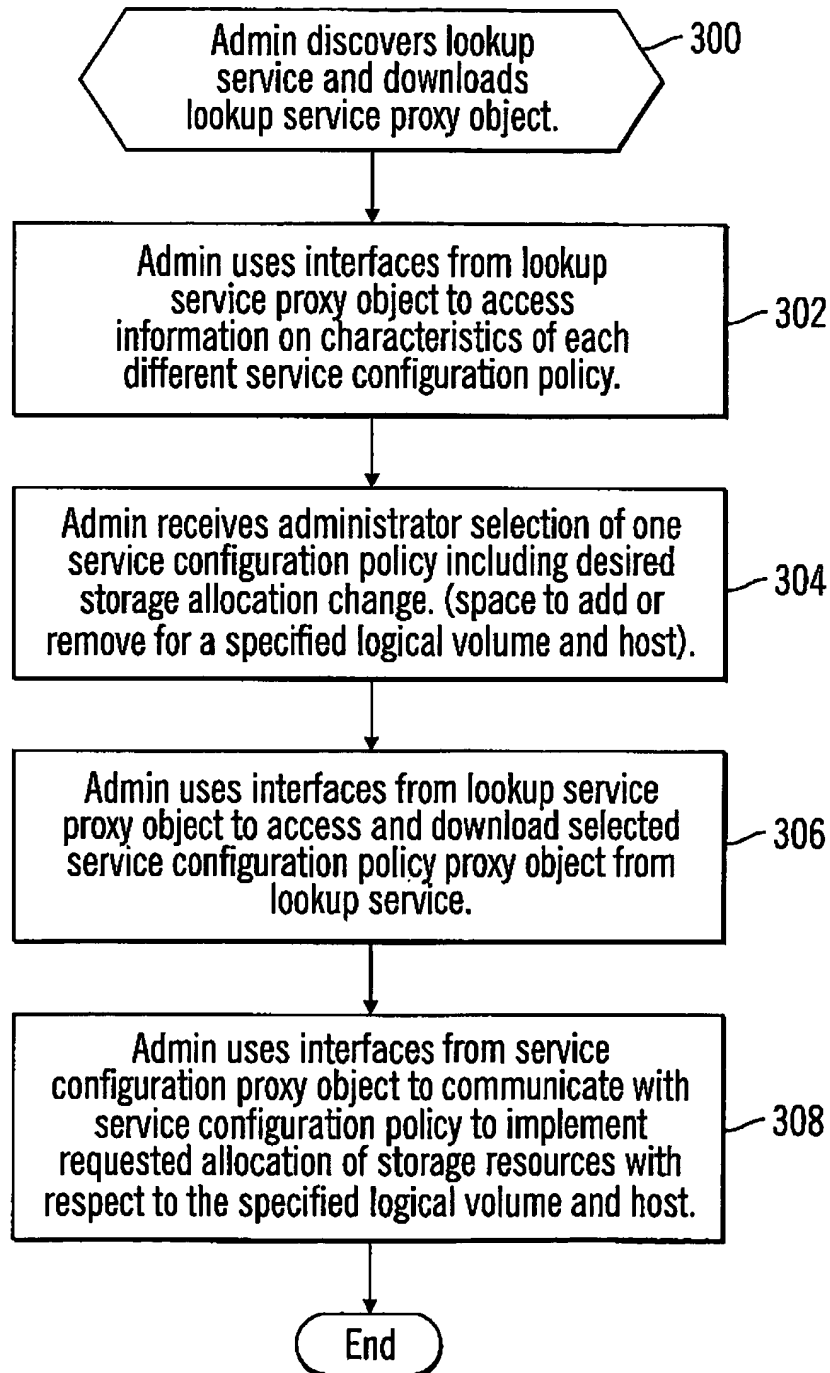 Admin discovers lookup
service and downloads
lookup service proxy object.
300
Admin uses interfaces from lookup
service proxy object to access
information on characteristics of each
different service configuration policy.
302
Admin receives administrator selection of one
service configuration policy including desired
storage allocation change. (space to add or
remove for a specified logical volume and host).
304
Admin uses interfaces from lookup service
proxy object to access and download selected
service configuration policy proxy object from
lookup service.
306
Admin uses interfaces from service
configuration proxy object to communicate with
service configuration policy to implement
requested allocation of storage resources with
respect to the specified logical volume and host.
308
End